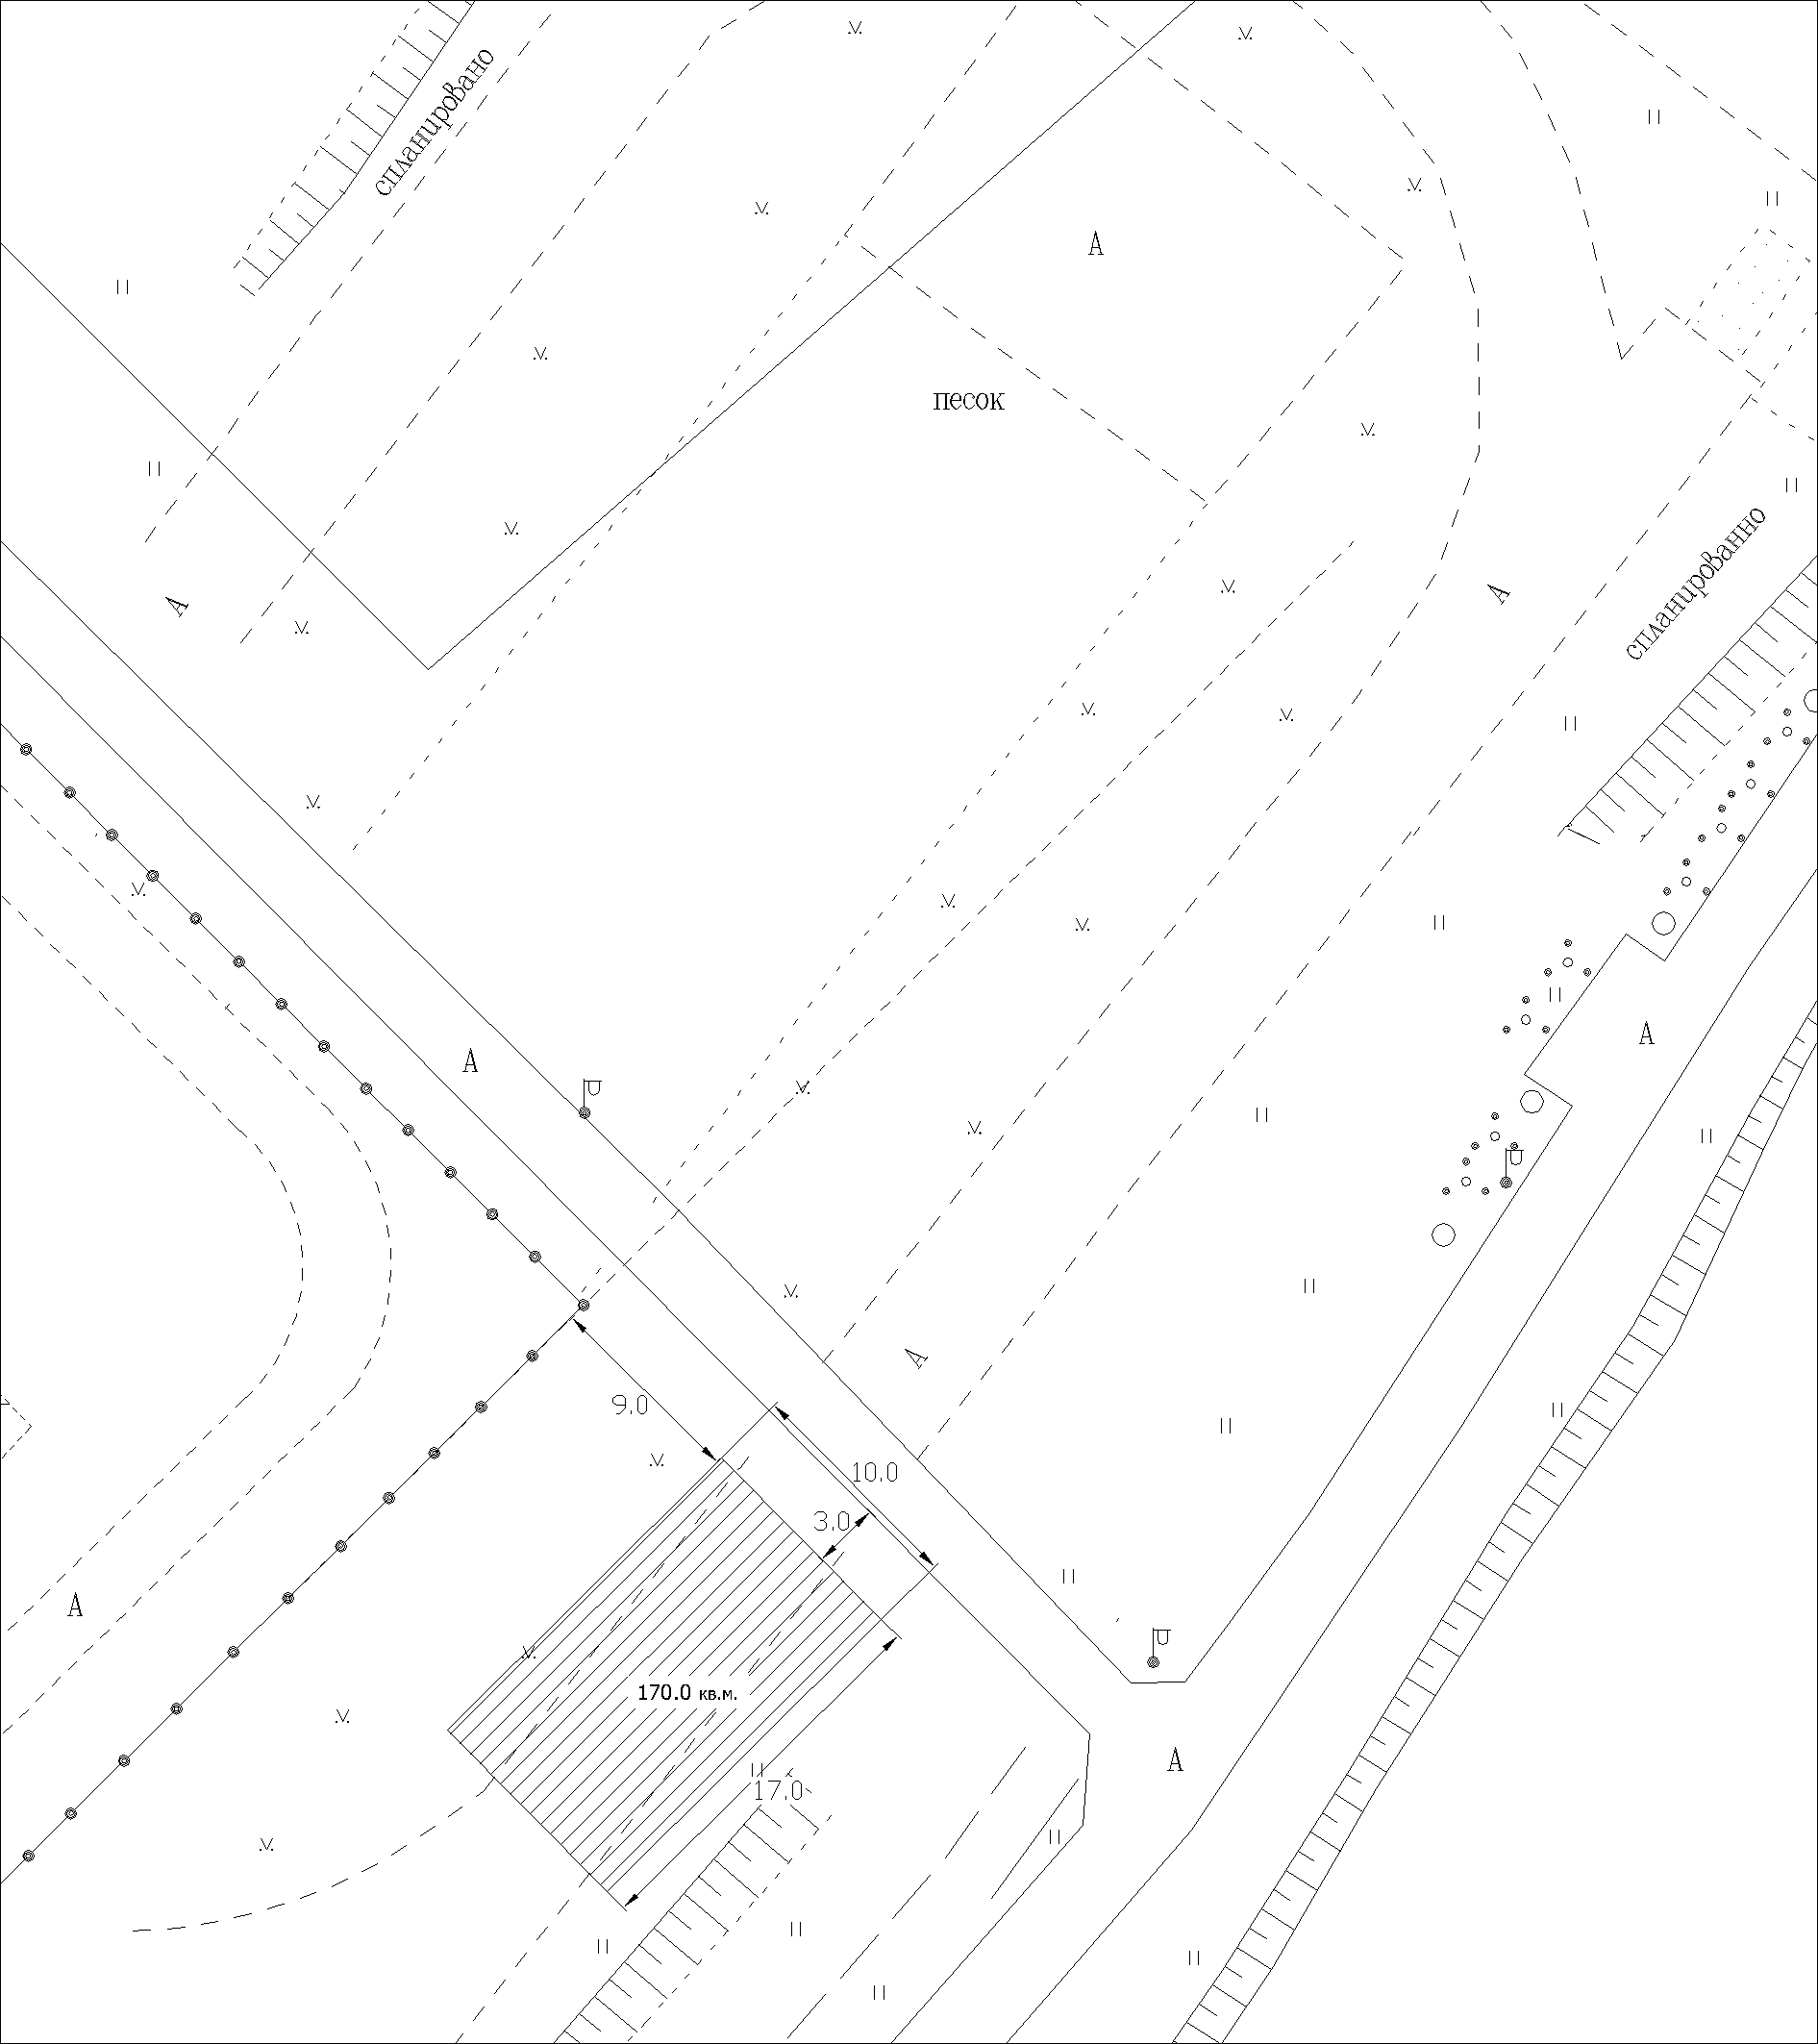 спланировано
А
песок
А
спланированно
А
А
А
А
9.0
10.0
3.0
А
170.0 кв.м.
А
17.0